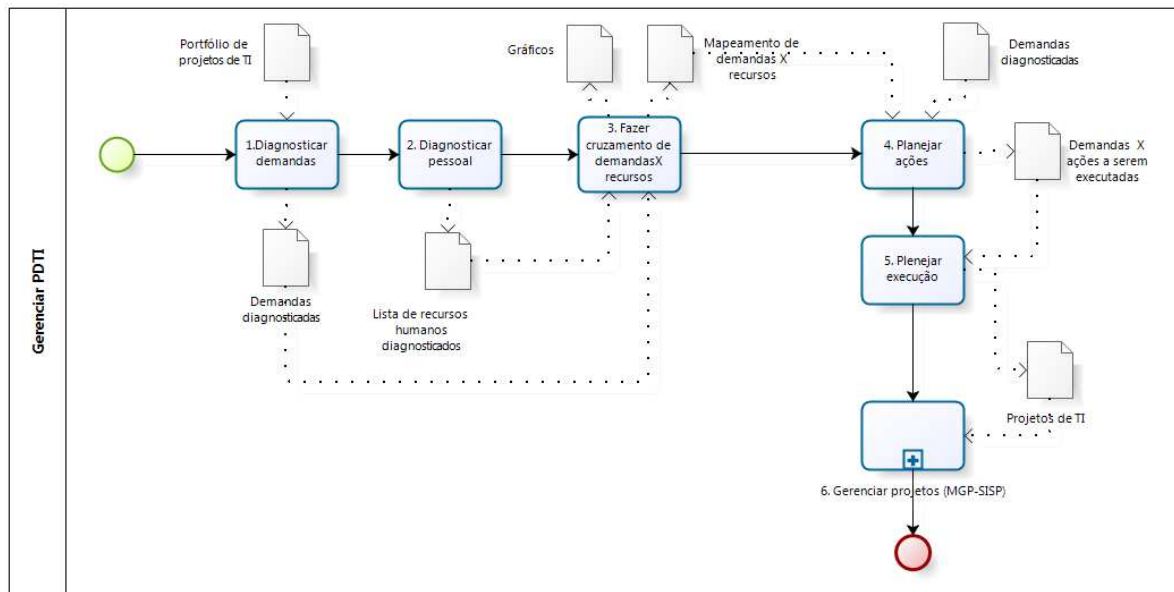 Gerenciar PDTI
Portfólio de
projetos de TI
Gráficos
Mapeamento de
demandas X
recursos
Demandas
diagnosticadas
1.Diagnosticar
demandas
2. Diagnosticar
pessoal
3. Fazer
cruzamento de
demandasX
recursos
4. Planejar
ações
Demandas X
ações a serem
executadas
5. Plenejar
execução
Demandas
diagnosticadas
Lista de recursos
humanos
diagnosticados
Projetos de TI
6. Gerenciar projetos (MGP-SISP)